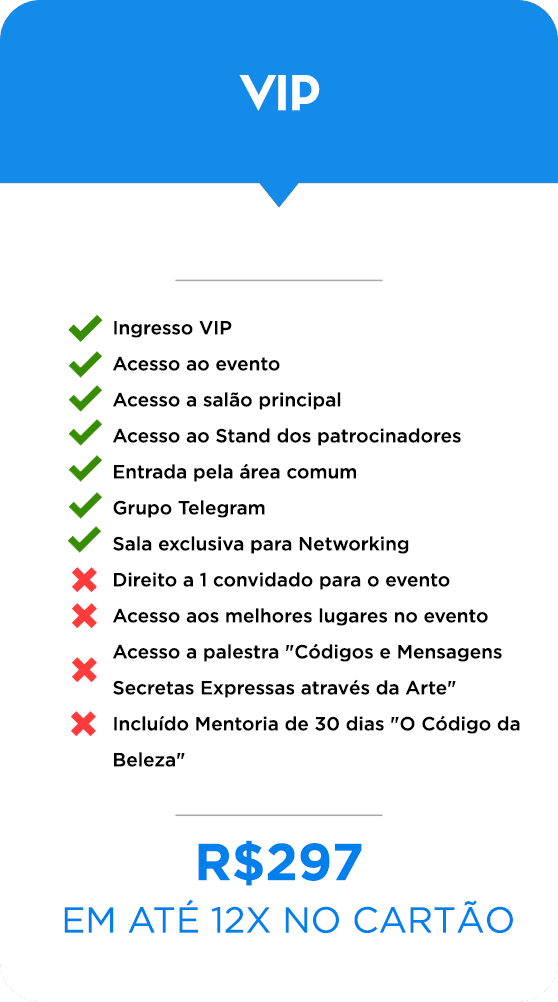 VIP
Ingresso VIP
Acesso ao evento
Acesso a salão principal
Acesso ao Stand dos patrocinadores
Entrada pela área comum
Grupo Telegram
Sala exclusiva para Networking
Direito a 1 convidado para o evento
Acesso aos melhores lugares no evento
Acesso a palestra "Códigos e Mensagens
Secretas Expressas através da Arte"
Incluído Mentoria de 30 dias "O Código da
Beleza"
R$297
EM ATÉ 12X NO CARTÃO